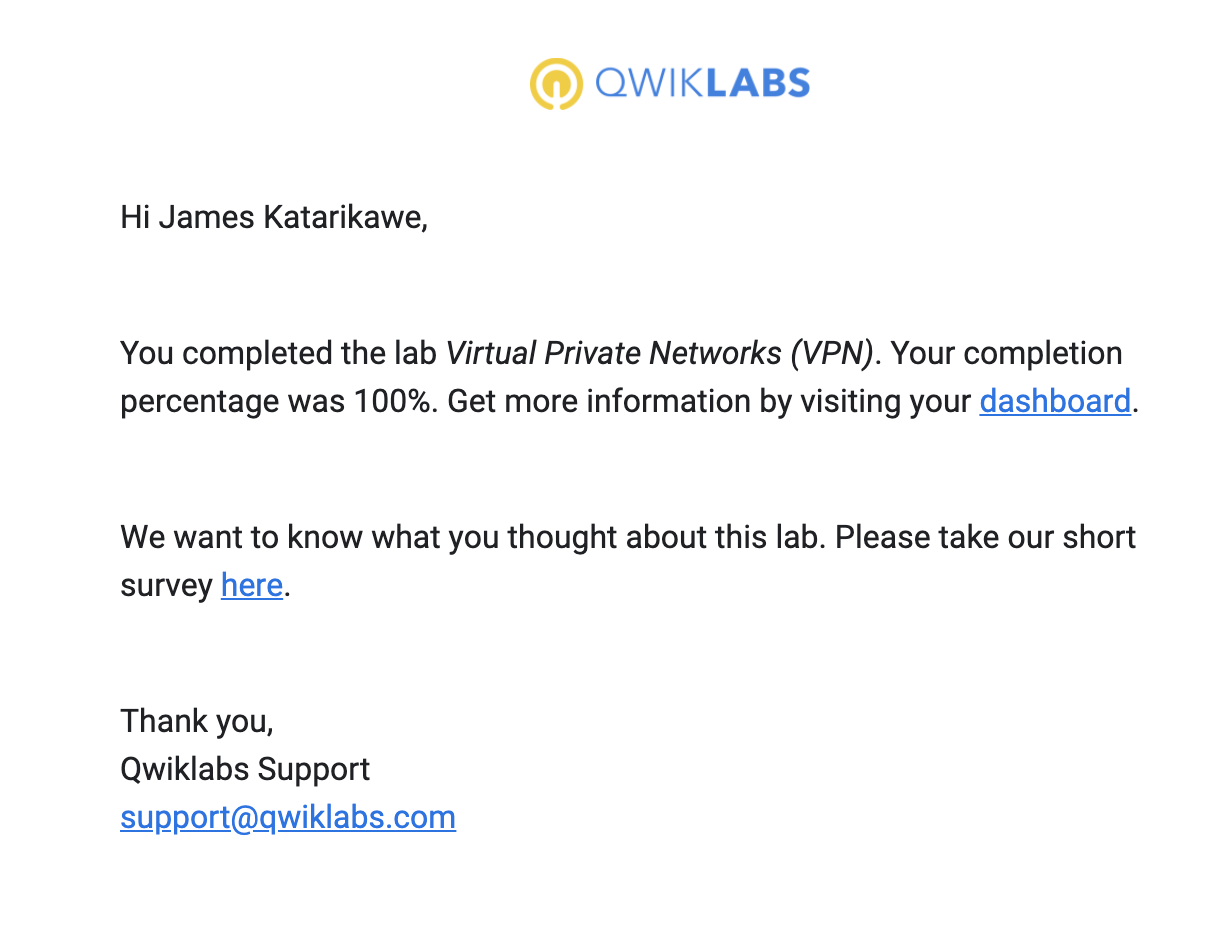 QWIKLABS
Hi James Katarikawe,
You completed the lab Virtual Private Networks (VPN). Your completion
percentage was 100%. Get more information by visiting your dashboard.
We want to know what you thought about this lab. Please take our short
survey here.
Thank you,
Qwiklabs Support
support@qwiklabs.com